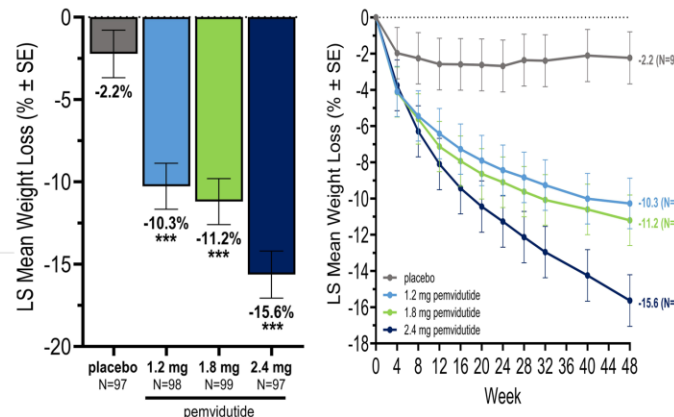 LS Mean Weight Loss (% ± SE)
0
-5
-10
-15
-20
-2.2%
-10.3%
***
-11.2%
***
-15.6%
***
placebo 1.2 mg 1.8 mg 2.4 mg
N=97 N=98 N=99 N=97
pemvidutide
LS Mean Weight Loss (% ± SE)
0
-2
-4
-6
-8
-10
-12
-14
-16
-18
-2.2 (N=9
-10.3 (N=
-11.2 (N=
-15.6 (N=
placebo
1.2 mg pemvidutide
1.8 mg pemvidutide
2.4 mg pemvidutide
0 4 8 12 16 20 24 28 32 36 40 44 48
Week